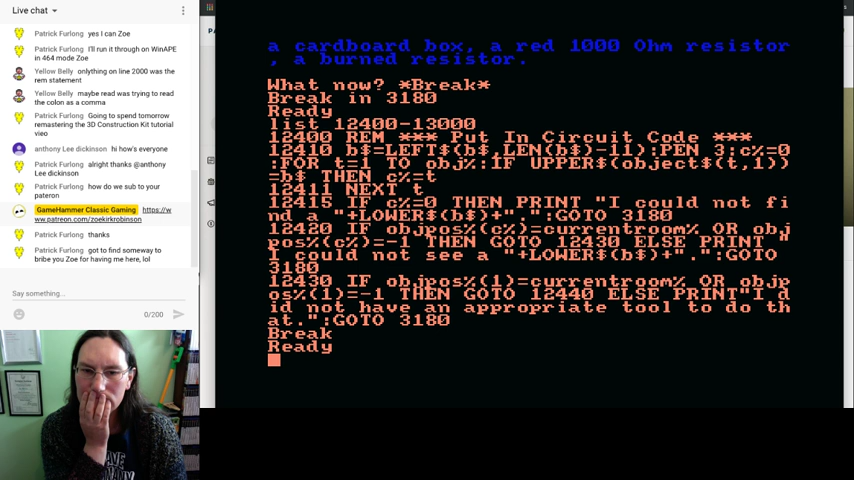 Live chat
Patrick Furlong yes I can Zoe
Patrick Furlong I'll run it through on WinAPE
in 464 mode Zoe
Yellow Belly onlything on line 2000 was the
rem statement
Yellow Belly maybe read was trying to read
the colon as a comma
Patrick Furlong Going to spend tomorrow
remastering the 3D Construction Kit tutorial
vieo
anthony Lee dickinson hi how's everyone
Patrick Furlong alright thanks @anthony
Lee dickinson
Patrick Furlong how do we sub to your
pateron
GameHammer Classic Gaming https://w
ww.patreon.com/zoekirkrobinson
Patrick Furlong thanks
Patrick Furlong got to find someway to
bribe you Zoe for having me here, lol
Say something...
0/200
a cardboard box, a red 1000 Ohm resistor
, a burned resistor.
What now? *Break*
Break in 3180
Ready
list 12400-13000
12400 REM *** Put In Circuit Code ***
12410 b$=LEFT$(b$,LEN(b$)-11):PEN 3:c%=0
:FOR t=1 TO obj%:IF UPPER$(object$(t,1))
=b$ THEN c%=t
12411 NEXT t
12415 IF c%=0 THEN PRINT "I could not fi
nd a "+LOWER$(b$)+".":GOTO 3180
12420 IF objpos%(c%)=currentroom% OR obj
pos%(c%)=-1 THEN GOTO 12430 ELSE PRINT "
I could not see a "+LOWER$(b$)+".":GOTO
3180
12430 IF objpos%(1)=currentroom% OR objp
os%(1)=-1 THEN GOTO 12440 ELSE PRINT"I d
id not have an appropriate tool to do th
at.":GOTO 3180
Break
Ready